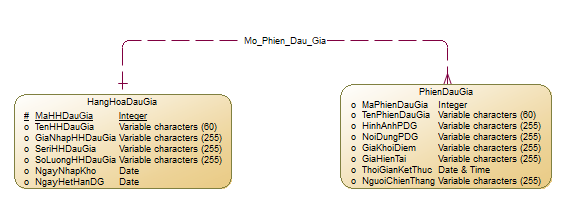 Mo_Phien_Dau_Gia
HangHoaDauGia
# MaHHDauGia Integer
o TenHHDauGia Variable characters (60)
o GiaNhapHHDauGia Variable characters (255)
o SeriHHDauGia Variable characters (255)
o SoLuongHHDauGia Variable characters (255)
o NgayNhapKho Date
o NgayHetHanDG Date
PhienDauGia
o MaPhienDauGia Integer
o TenPhienDauGia Variable characters (60)
o HinhAnhPDG Variable characters (255)
o NoiDungPDG Variable characters (255)
o GiaKhoiDiem Variable characters (255)
o GiaHienTai Variable characters (255)
o ThoiGianKetThuc Date & Time
o NguoiChienThang Variable characters (255)